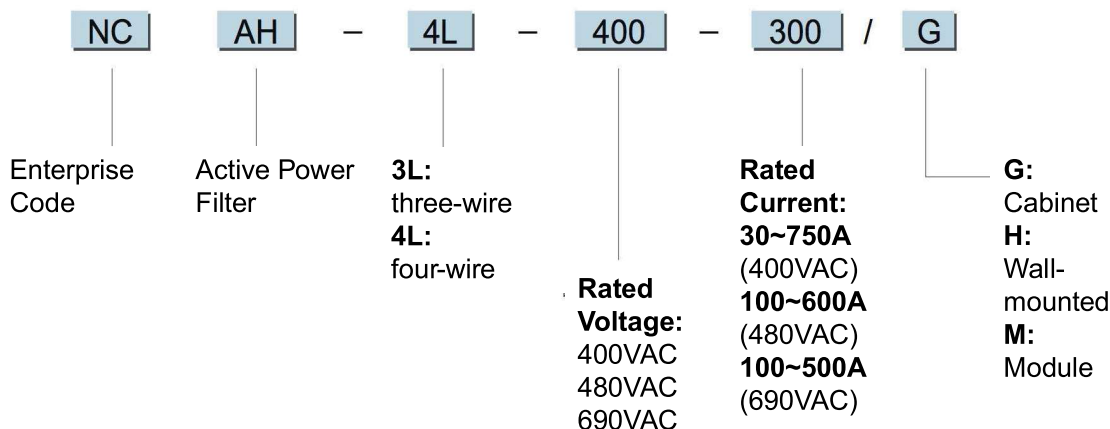 NC AH – 4L – 400 – 300 / G
Enterprise
Code
Active Power
Filter
3L:
three-wire
4L:
four-wire
Rated
Voltage:
400VAC
480VAC
690VAC
Rated
Current:
30~750A
(400VAC)
100~600A
(480VAC)
100~500A
(690VAC)
G:
Cabinet
H:
Wall-
mounted
M:
Module